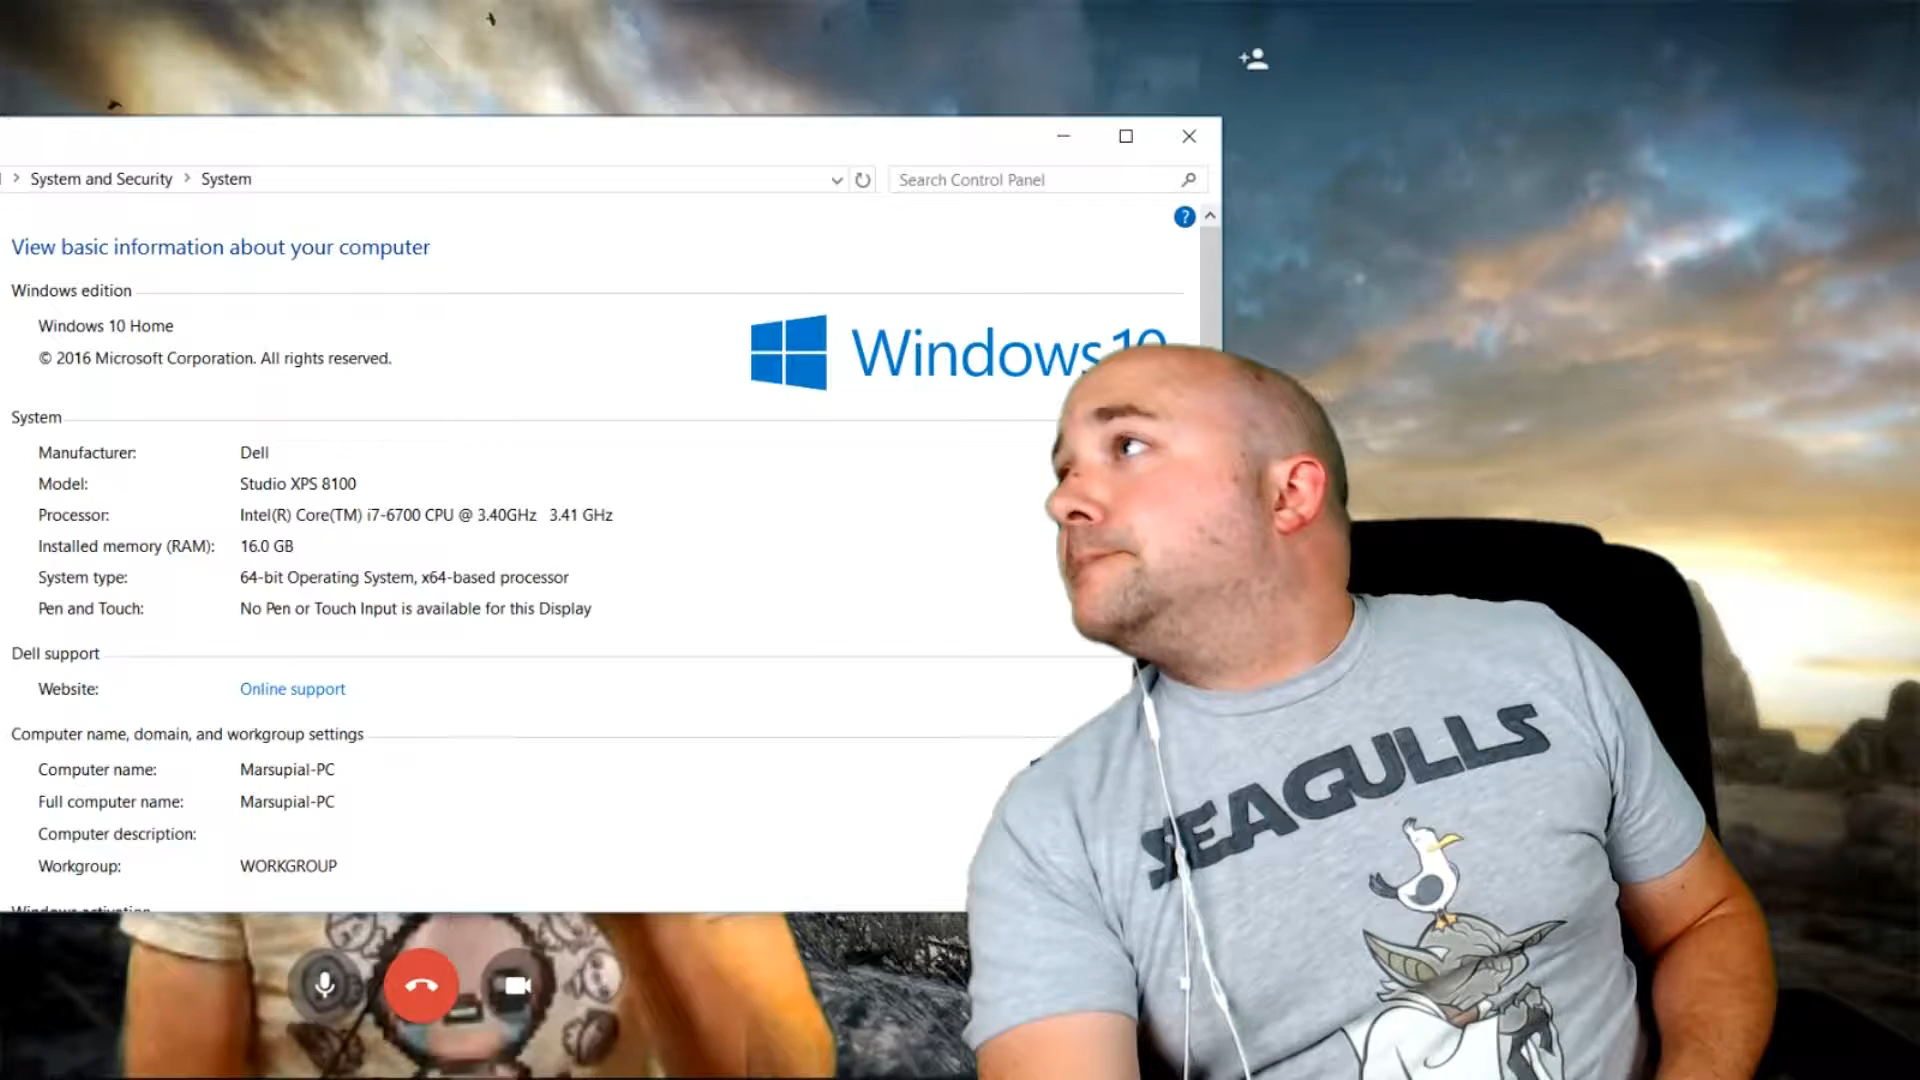 System and Security > System
Search Control Panel
?
View basic information about your computer
Windows edition
Windows 10 Home
© 2016 Microsoft Corporation. All rights reserved.
Windows 10
System
Manufacturer: Dell
Model: Studio XPS 8100
Processor: Intel(R) Core(TM) i7-6700 CPU @ 3.40GHz 3.41 GHz
Installed memory (RAM): 16.0 GB
System type: 64-bit Operating System, x64-based processor
Pen and Touch: No Pen or Touch Input is available for this Display
Dell support
Website: Online support
Computer name, domain, and workgroup settings
Computer name: Marsupial-PC
Full computer name: Marsupial-PC
Computer description:
Workgroup: WORKGROUP
Windows activation
SEAGULLS